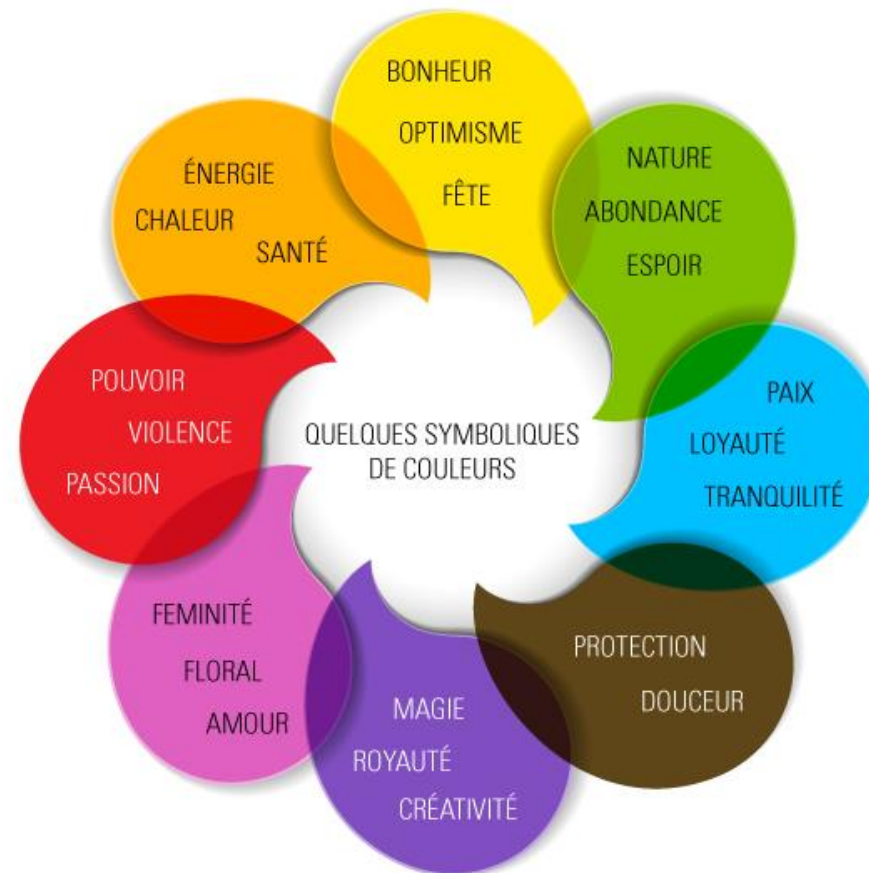 BONHEUR
OPTIMISME
FÊTE
NATURE
ABONDANCE
ESPOIR
PAIX
LOYAUTÉ
TRANQUILITÉ
PROTECTION
DOUCEUR
MAGIE
ROYAUTÉ
CRÉATIVITÉ
FEMINITÉ
FLORAL
AMOUR
POUVOIR
VIOLENCE
PASSION
ÉNERGIE
CHALEUR
SANTÉ
QUELQUES SYMBOLIQUES
DE COULEURS